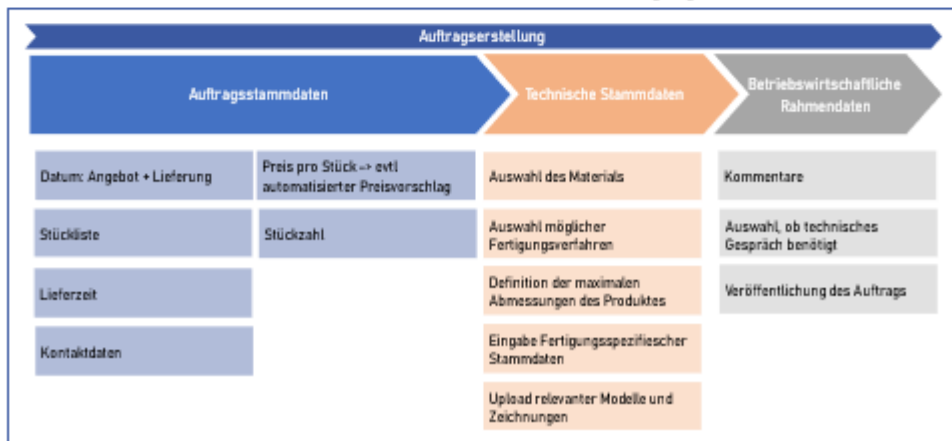 Auftragserstellung
Auftragsstammdaten
Technische Stammdaten
Betriebswirtschaftliche
Rahmendaten
Datum: Angebot + Lieferung
Stückliste
Lieferzeit
Kontaktdaten
Preis pro Stück --> evtl
automatisierter Preisvorschlag
Stückzahl
Auswahl des Materials
Auswahl möglicher
Fertigungsverfahren
Definition der maximalen
Abmessungen des Produktes
Eingabe Fertigungsspezifiescher
Stammdaten
Upload relevanter Modelle und
Zeichnungen
Kommentare
Auswahl, ob technisches
Gespräch benötigt
Veröffentlichung des Auftrags